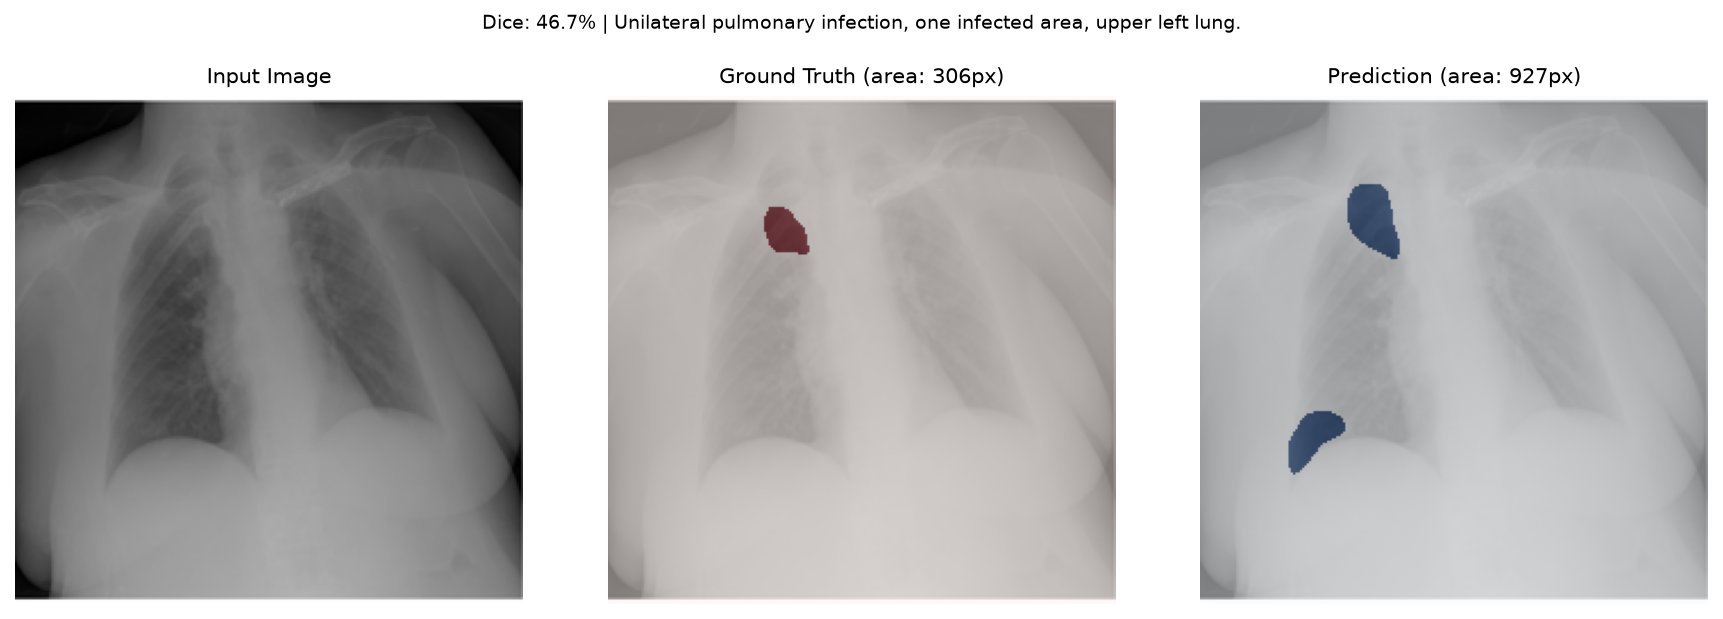 Dice: 46.7% | Unilateral pulmonary infection, one infected area, upper left lung.
Input Image
Ground Truth (area: 306px)
Prediction (area: 927px)